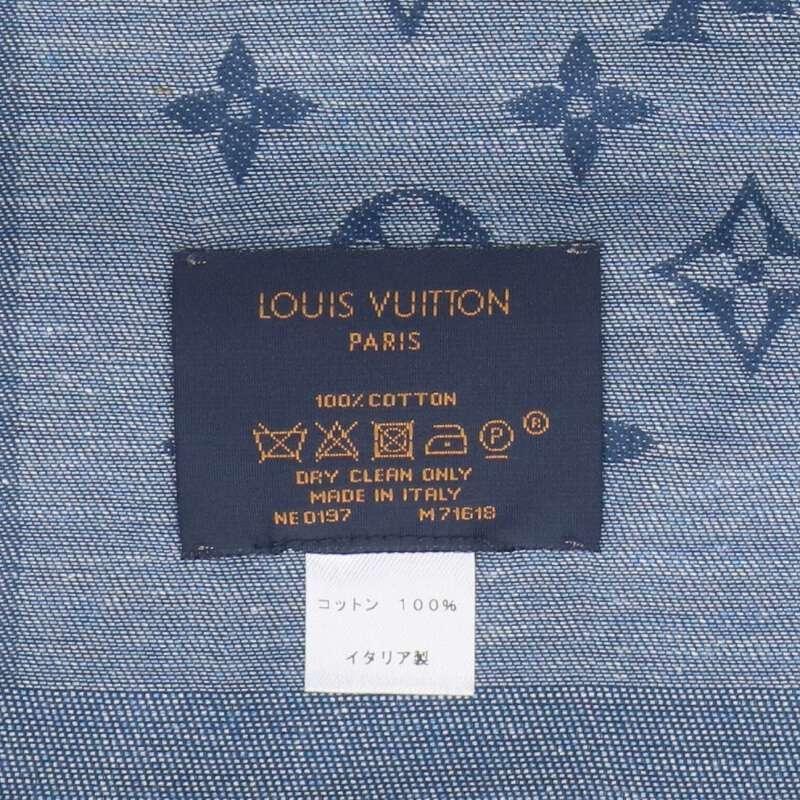 LOUIS VUITTON
PARIS
100% COTTON
P ®
DRY CLEAN ONLY
MADE IN ITALY
NE0197 M71618
コットン 100%
イタリア製